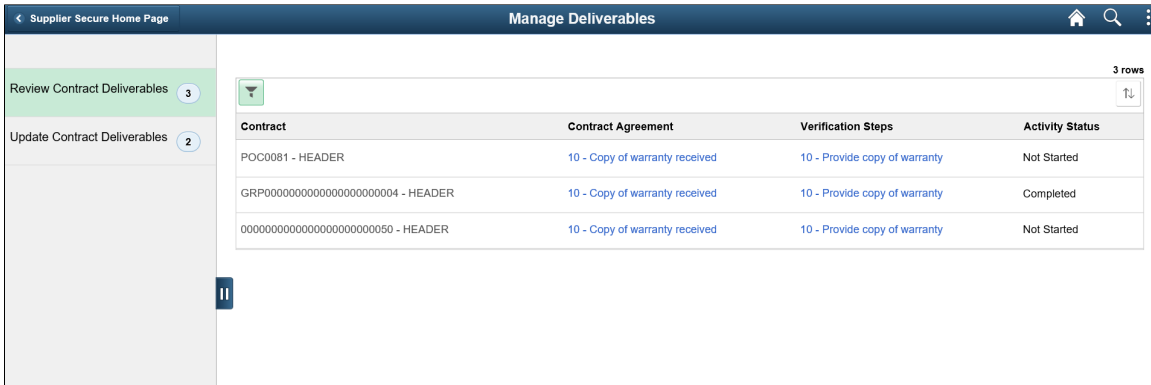 Supplier Secure Home Page
Manage Deliverables
Review Contract Deliverables 3
Update Contract Deliverables 2
3 rows
Contract Contract Agreement Verification Steps Activity Status
POC0081 - HEADER 10 - Copy of warranty received 10 - Provide copy of warranty Not Started
GRP0000000000000000000004 - HEADER 10 - Copy of warranty received 10 - Provide copy of warranty Completed
0000000000000000000000050 - HEADER 10 - Copy of warranty received 10 - Provide copy of warranty Not Started